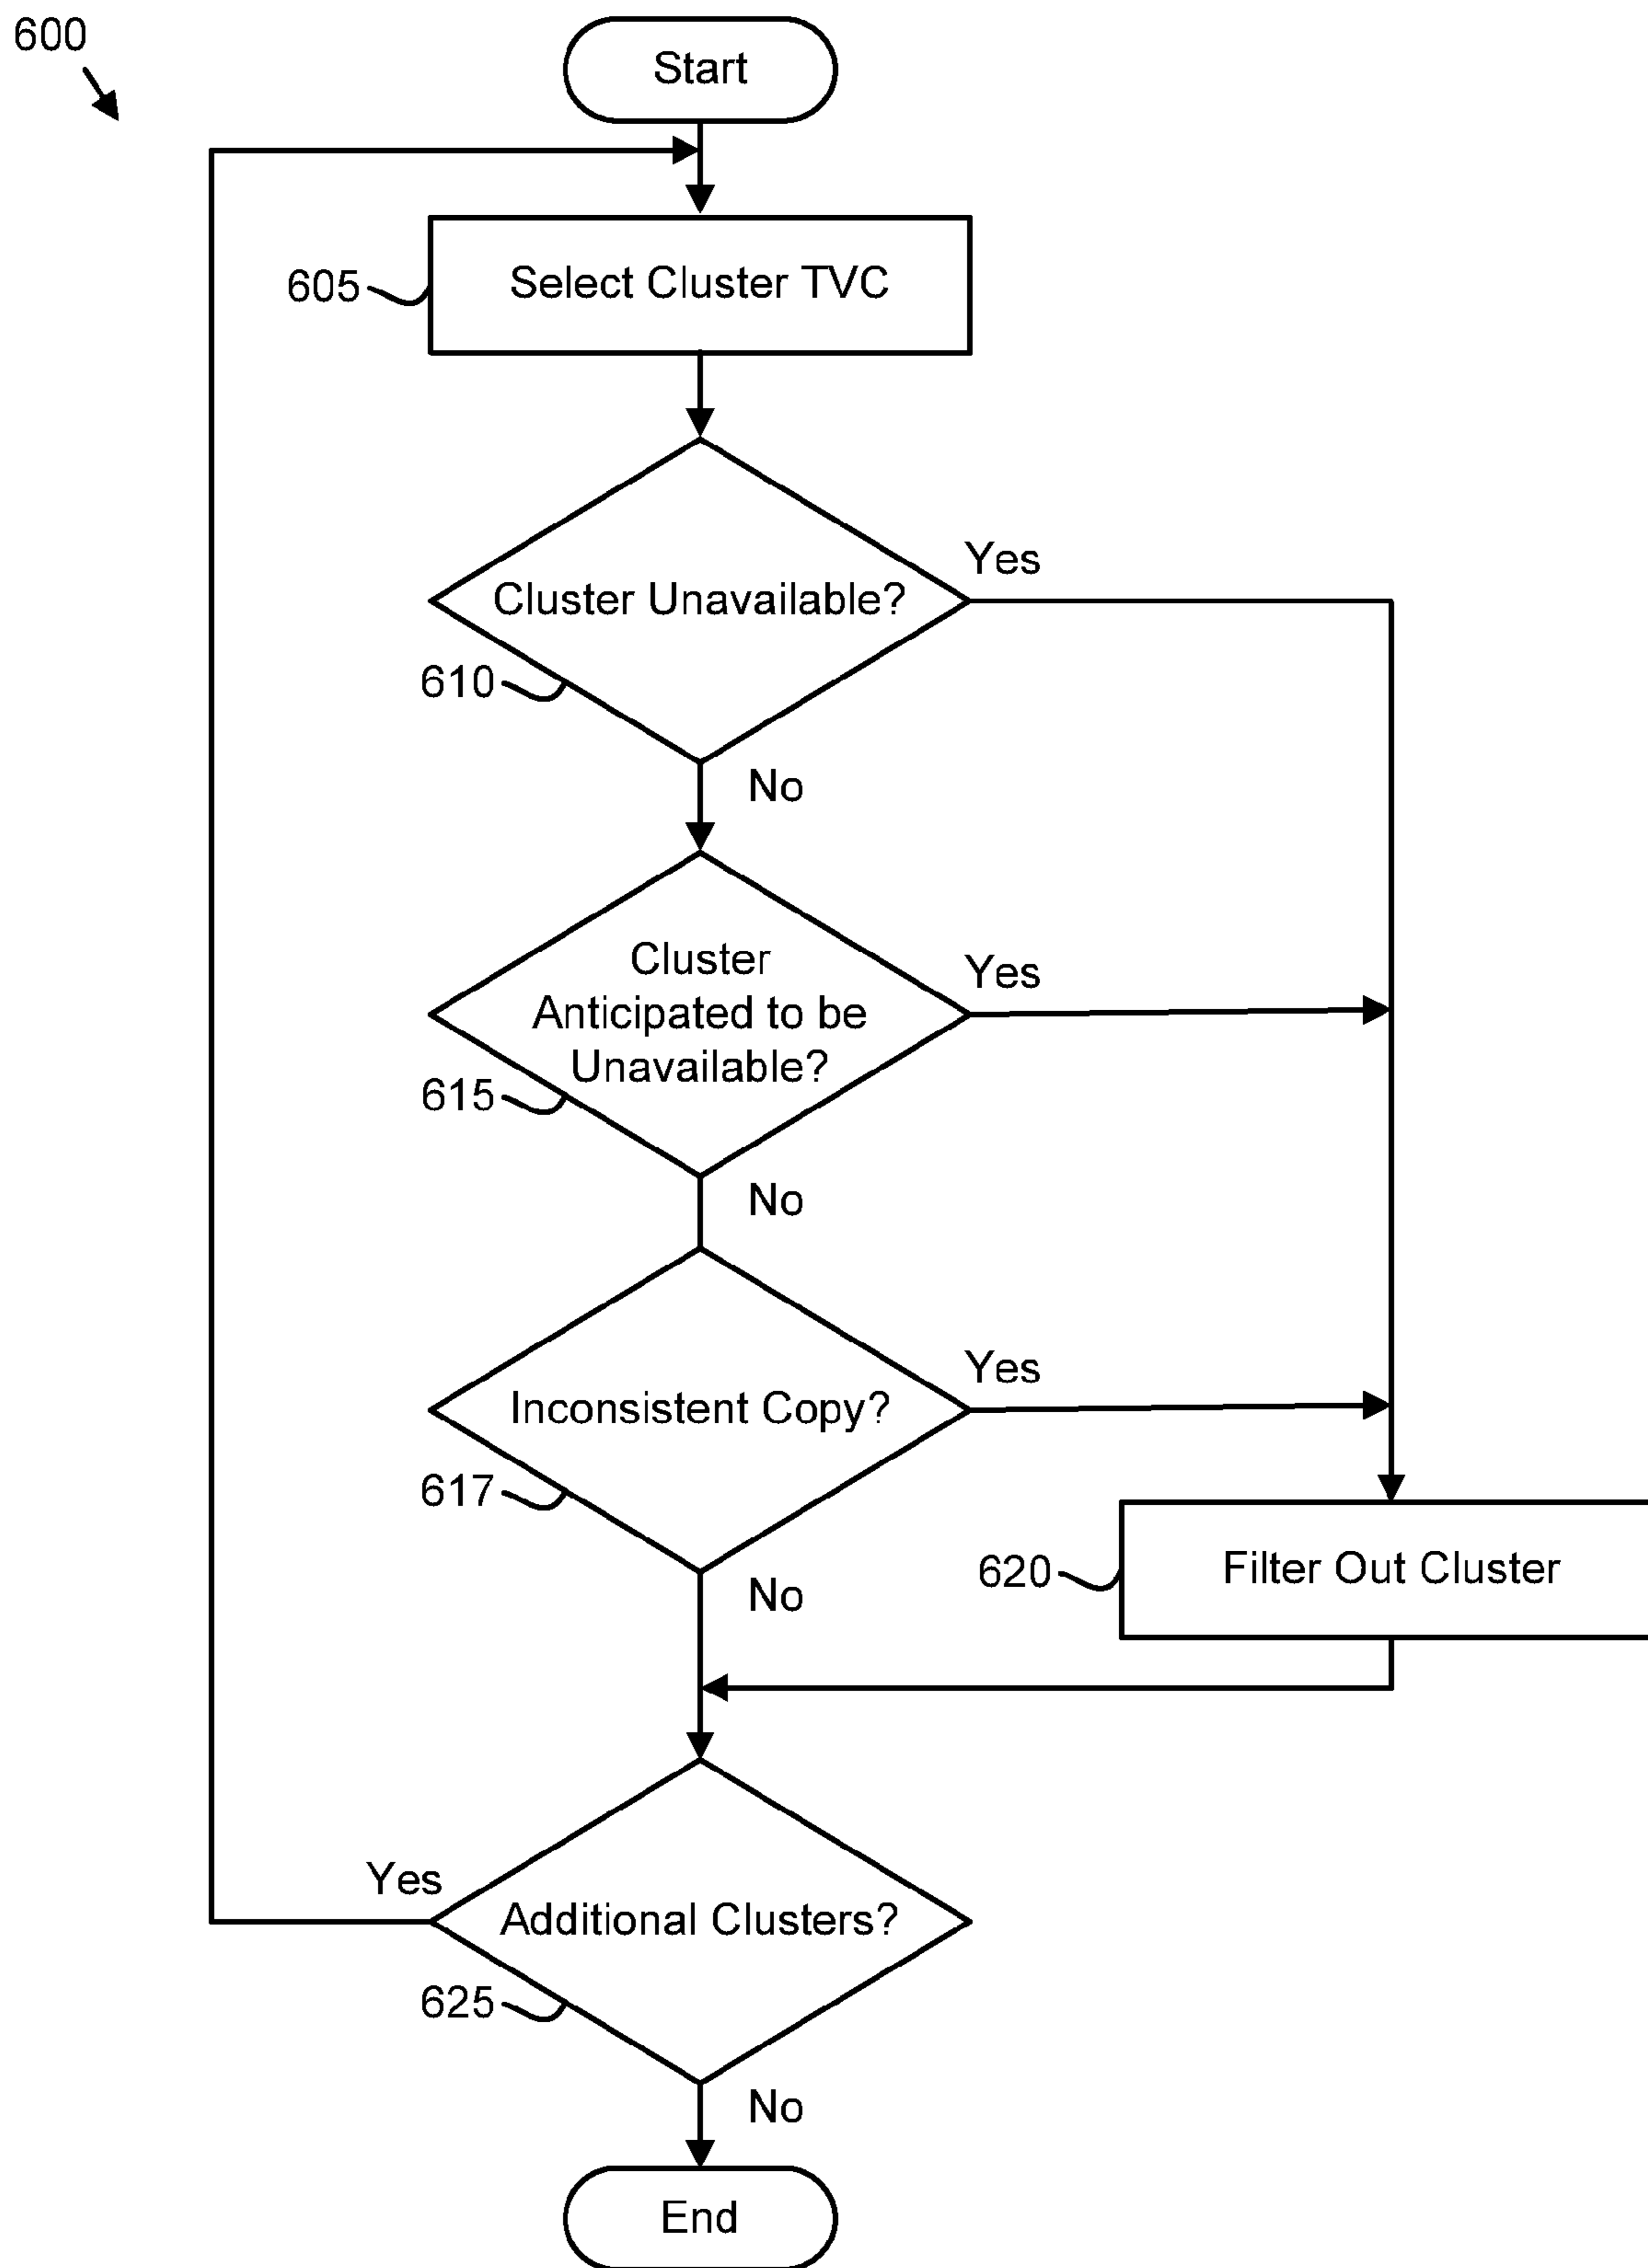 600
Start
605
Select Cluster TVC
Cluster Unavailable?
Yes
610
No
Cluster
Anticipated to be
Unavailable?
Yes
615
No
Inconsistent Copy?
Yes
617
No
620
Filter Out Cluster
Yes
Additional Clusters?
625
No
End